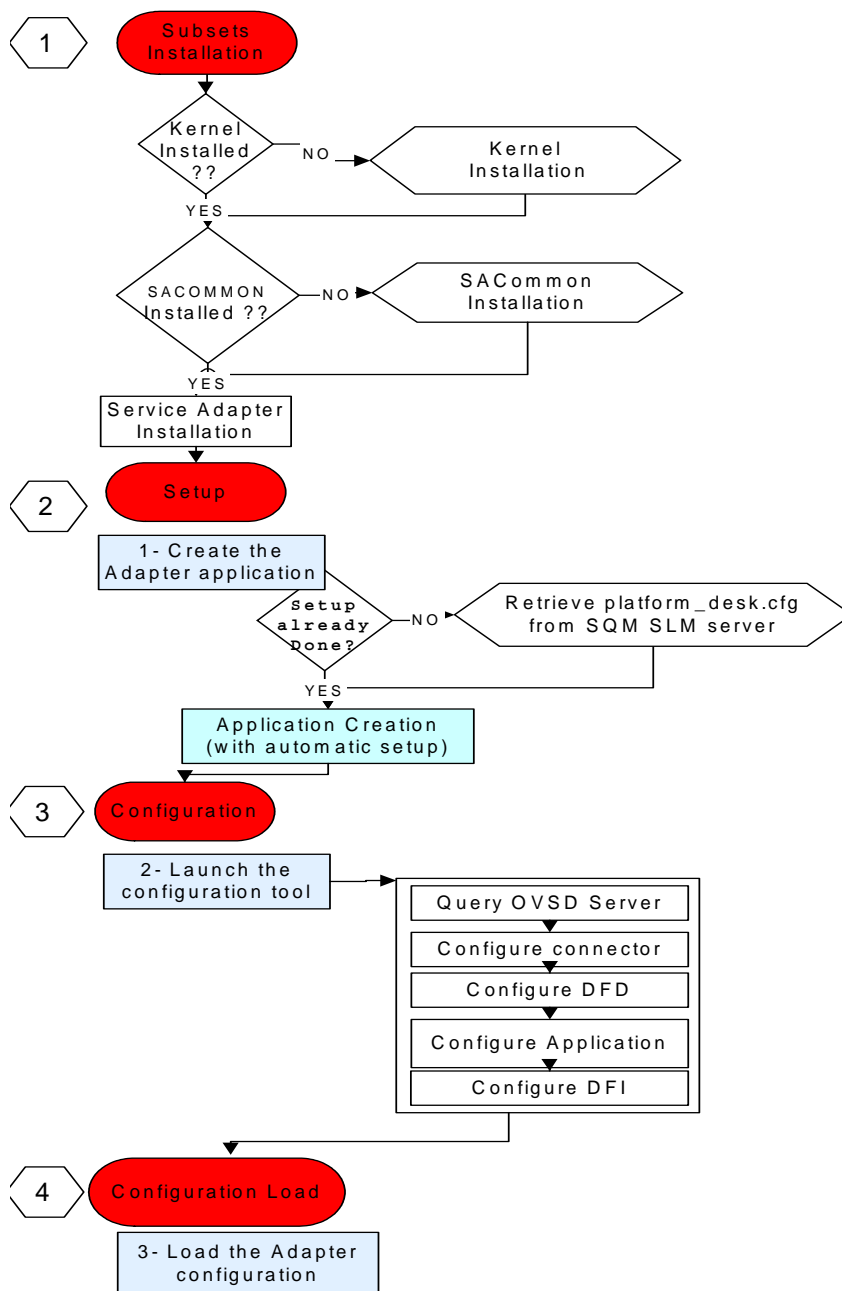 1
Subsets
Installation
Kernel
Installed
??
NO
Kernel
Installation
YES
SACOMMON
Installed ??
NO
SACommon
Installation
YES
Service Adapter
Installation
2
Setup
1- Create the
Adapter application
Setup
already
Done?
NO
Retrieve platform_desk.cfg
from SQM SLM server
YES
Application Creation
(with automatic setup)
3
Configuration
2- Launch the
configuration tool
Query OVSD Server
Configure connector
Configure DFD
Configure Application
Configure DFI
4
Configuration Load
3- Load the Adapter
configuration